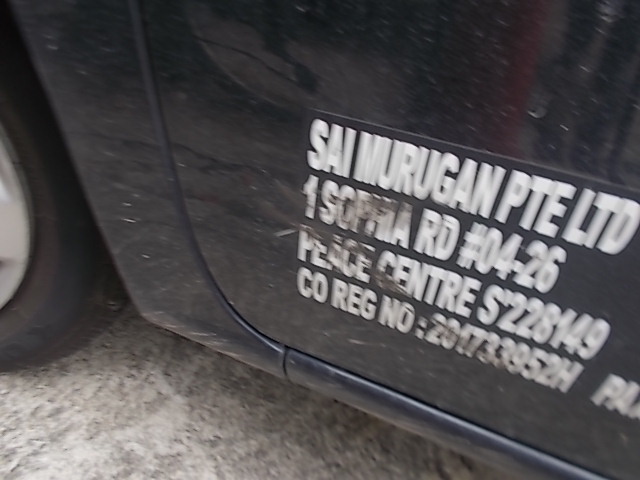 SAI MURUGAN PTE LTD
1 SOPHIA RD #04-26
PEACE CENTRE S'228149
CO REG NO : 201733952H